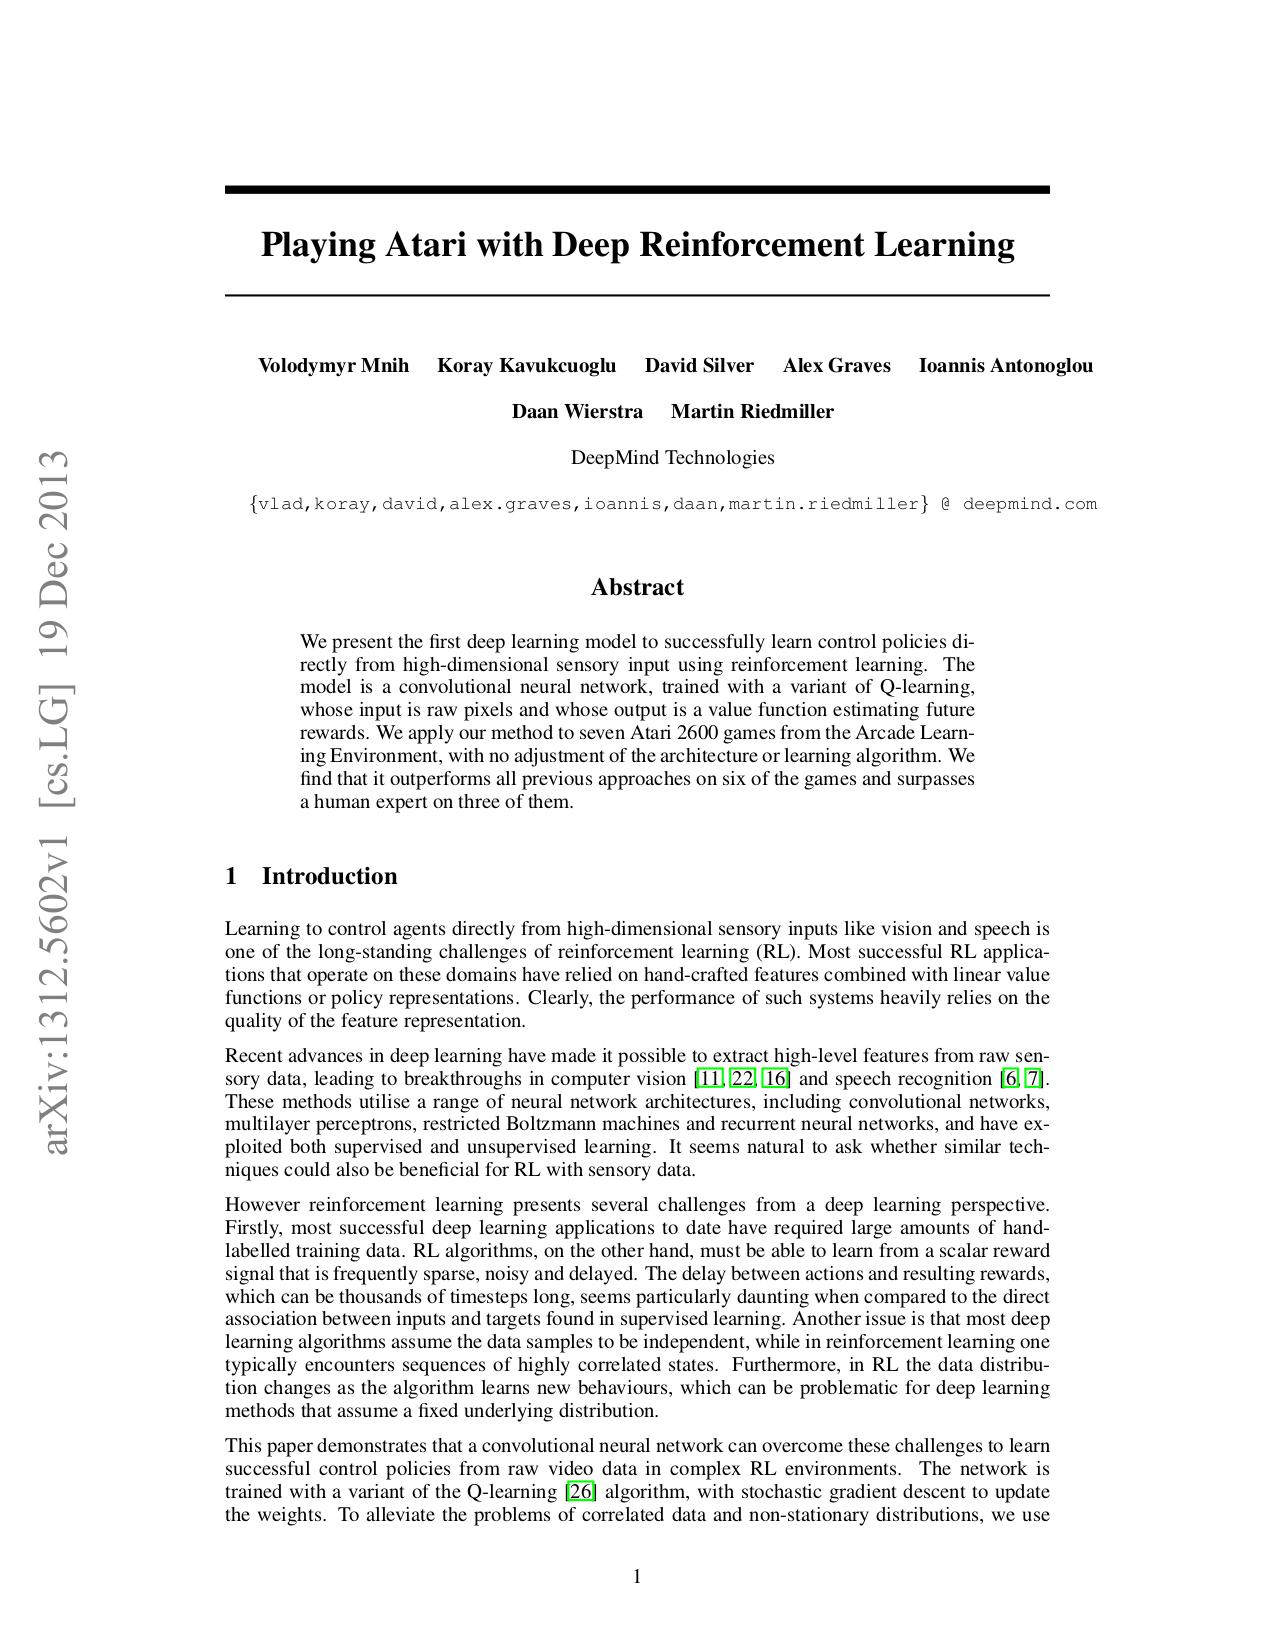 Playing Atari with Deep Reinforcement Learning
Volodymyr Mnih Koray Kavukcuoglu David Silver Alex Graves Ioannis Antonoglou
Daan Wierstra Martin Riedmiller
DeepMind Technologies
{vlad,koray,david,alex.graves,ioannis,daan,martin.riedmiller} @ deepmind.com
Abstract
We present the first deep learning model to successfully learn control policies di-
rectly from high-dimensional sensory input using reinforcement learning. The
model is a convolutional neural network, trained with a variant of Q-learning,
whose input is raw pixels and whose output is a value function estimating future
rewards. We apply our method to seven Atari 2600 games from the Arcade Learn-
ing Environment, with no adjustment of the architecture or learning algorithm. We
find that it outperforms all previous approaches on six of the games and surpasses
a human expert on three of them.
1 Introduction
Learning to control agents directly from high-dimensional sensory inputs like vision and speech is
one of the long-standing challenges of reinforcement learning (RL). Most successful RL applica-
tions that operate on these domains have relied on hand-crafted features combined with linear value
functions or policy representations. Clearly, the performance of such systems heavily relies on the
quality of the feature representation.
Recent advances in deep learning have made it possible to extract high-level features from raw sen-
sory data, leading to breakthroughs in computer vision [11, 22, 16] and speech recognition [6, 7].
These methods utilise a range of neural network architectures, including convolutional networks,
multilayer perceptrons, restricted Boltzmann machines and recurrent neural networks, and have ex-
ploited both supervised and unsupervised learning. It seems natural to ask whether similar tech-
niques could also be beneficial for RL with sensory data.
However reinforcement learning presents several challenges from a deep learning perspective.
Firstly, most successful deep learning applications to date have required large amounts of hand-
labelled training data. RL algorithms, on the other hand, must be able to learn from a scalar reward
signal that is frequently sparse, noisy and delayed. The delay between actions and resulting rewards,
which can be thousands of timesteps long, seems particularly daunting when compared to the direct
association between inputs and targets found in supervised learning. Another issue is that most deep
learning algorithms assume the data samples to be independent, while in reinforcement learning one
typically encounters sequences of highly correlated states. Furthermore, in RL the data distribu-
tion changes as the algorithm learns new behaviours, which can be problematic for deep learning
methods that assume a fixed underlying distribution.
This paper demonstrates that a convolutional neural network can overcome these challenges to learn
successful control policies from raw video data in complex RL environments. The network is
trained with a variant of the Q-learning [26] algorithm, with stochastic gradient descent to update
the weights. To alleviate the problems of correlated data and non-stationary distributions, we use
1
arXiv:1312.5602v1 [cs.LG] 19 Dec 2013